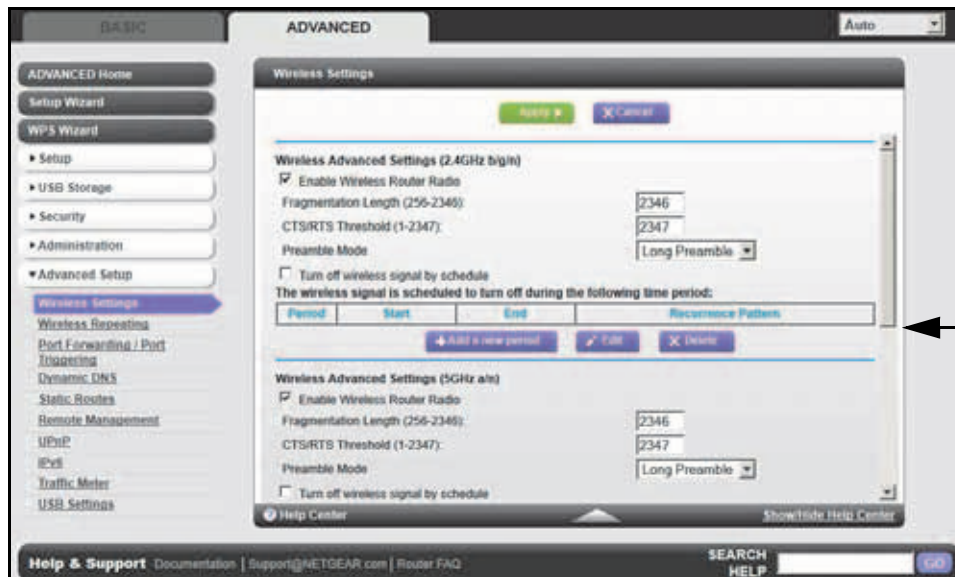 BASIC
ADVANCED
Auto
ADVANCED Home
Setup Wizard
WPS Wizard
Setup
USB Storage
Security
Administration
Advanced Setup
Wireless Settings
Wireless Repeating
Port Forwarding / Port
Triggering
Dynamic DNS
Static Routes
Remote Management
UPnP
IPv6
Traffic Meter
USB Settings
Wireless Settings
Apply
X Cancel
Wireless Advanced Settings (2.4GHz b/g/n)
Enable Wireless Router Radio
Fragmentation Length (256-2346): 2346
CTS/RTS Threshold (1-2347): 2347
Preamble Mode Long Preamble
Turn off wireless signal by schedule
The wireless signal is scheduled to turn off during the following time period:
Period Start End Recurrence Pattern
+Add a new period Edit X Delete
Wireless Advanced Settings (5GHz a/n)
Enable Wireless Router Radio
Fragmentation Length (256-2346): 2346
CTS/RTS Threshold (1-2347): 2347
Preamble Mode Long Preamble
Turn off wireless signal by schedule
Help Center Show/Hide Help Center
Help & Support Documentation | Support@NETGEAR.com | Router FAQ
SEARCH
HELP
GO